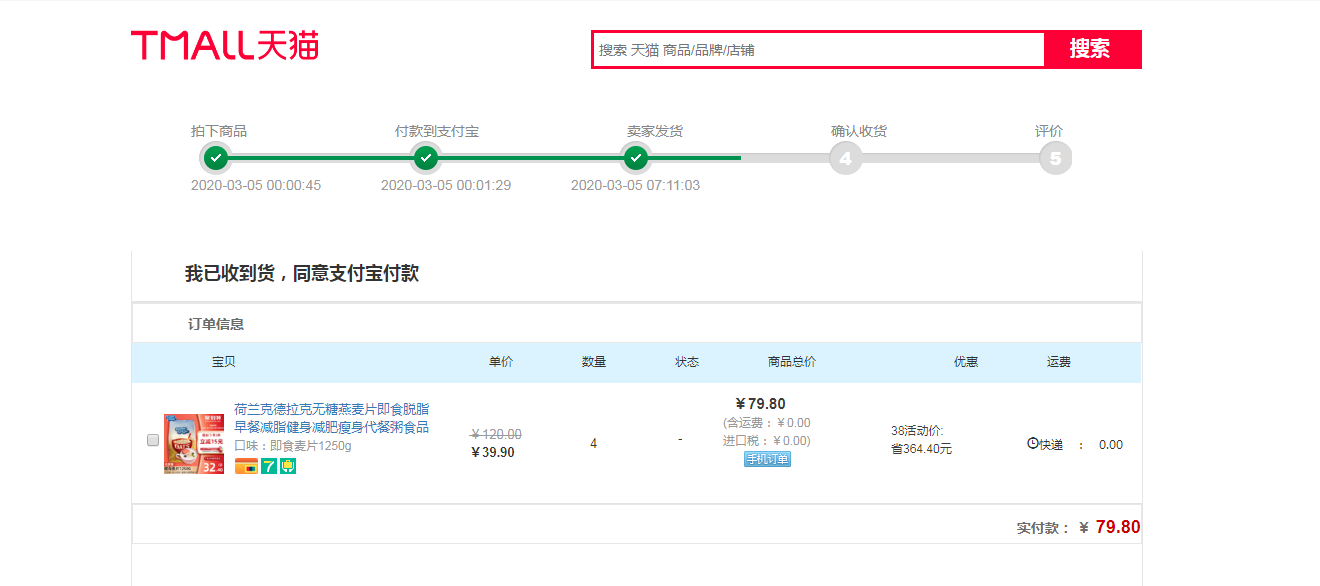 TMALL天猫
搜索 天猫 商品/品牌/店铺
搜索
拍下商品
付款到支付宝
卖家发货
确认收货
评价
4
5
2020-03-05 00:00:45
2020-03-05 00:01:29
2020-03-05 07:11:03
我已收到货，同意支付宝付款
订单信息
宝贝
单价
数量
状态
商品总价
优惠
运费
荷兰克德拉克无糖燕麦片即食脱脂
早餐减脂健身减肥瘦身代餐粥食品
口味：即食麦片1250g
7
￥120.00
￥39.90
4
-
￥79.80
(含运费：￥0.00
进口税：￥0.00)
手机订单
38活动价:
省364.40元
快递 ： 0.00
实付款： ￥ 79.80